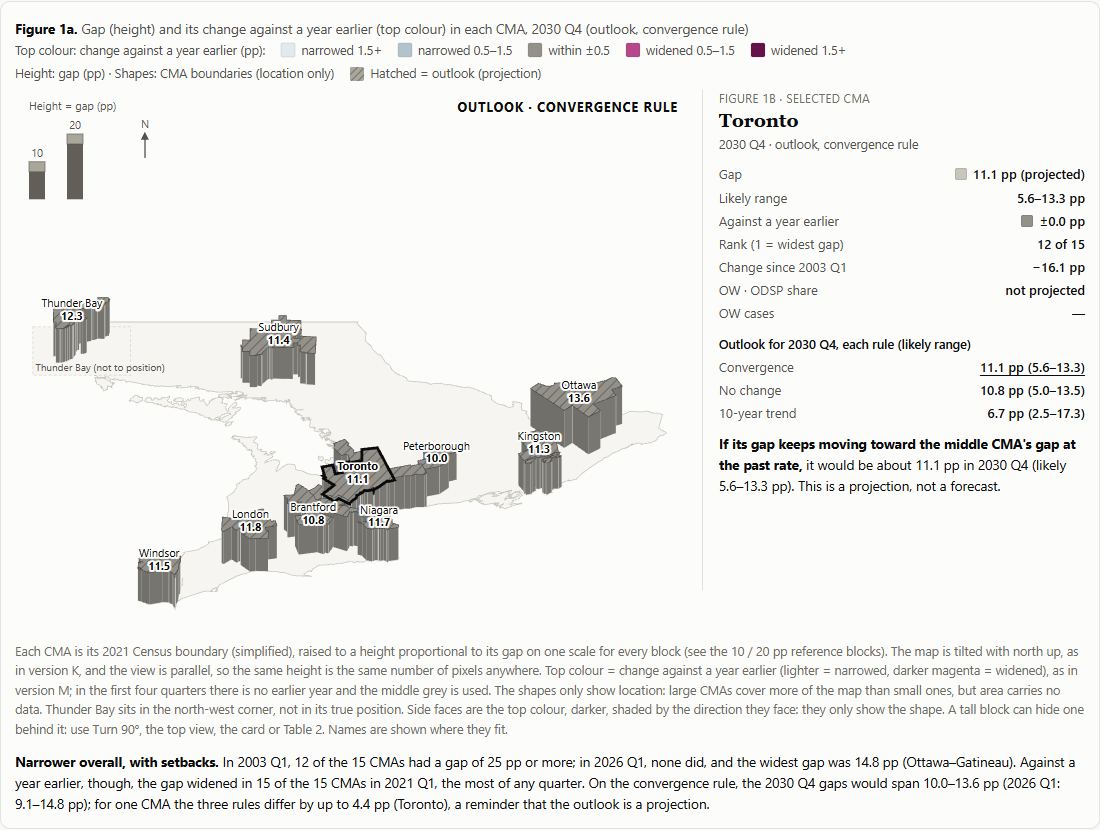 Figure 1a. Gap (height) and its change against a year earlier (top colour) in each CMA, 2030 Q4 (outlook, convergence rule)
Top colour: change against a year earlier (pp): narrowed 1.5+ narrowed 0.5–1.5 within ±0.5 widened 0.5–1.5 widened 1.5+
Height: gap (pp) · Shapes: CMA boundaries (location only) Hatched = outlook (projection)
Height = gap (pp)
20
10
N
OUTLOOK · CONVERGENCE RULE
Thunder Bay
12.3
Thunder Bay (not to position)
Sudbury
11.4
Ottawa
13.6
Kingston
11.3
Peterborough
10.0
Toronto
11.1
Brantford
10.8
Niagara
11.7
London
11.8
Windsor
11.5
FIGURE 1B · SELECTED CMA
Toronto
2030 Q4 · outlook, convergence rule
Gap 11.1 pp (projected)
Likely range 5.6–13.3 pp
Against a year earlier ±0.0 pp
Rank (1 = widest gap) 12 of 15
Change since 2003 Q1 −16.1 pp
OW · ODSP share not projected
OW cases —
Outlook for 2030 Q4, each rule (likely range)
Convergence 11.1 pp (5.6–13.3)
No change 10.8 pp (5.0–13.5)
10-year trend 6.7 pp (2.5–17.3)
If its gap keeps moving toward the middle CMA's gap at
the past rate, it would be about 11.1 pp in 2030 Q4 (likely
5.6–13.3 pp). This is a projection, not a forecast.
Each CMA is its 2021 Census boundary (simplified), raised to a height proportional to its gap on one scale for every block (see the 10 / 20 pp reference blocks). The map is tilted with north up, as
in version K, and the view is parallel, so the same height is the same number of pixels anywhere. Top colour = change against a year earlier (lighter = narrowed, darker magenta = widened), as in
version M; in the first four quarters there is no earlier year and the middle grey is used. The shapes only show location: large CMAs cover more of the map than small ones, but area carries no
data. Thunder Bay sits in the north-west corner, not in its true position. Side faces are the top colour, darker, shaded by the direction they face: they only show the shape. A tall block can hide one
behind it: use Turn 90°, the top view, the card or Table 2. Names are shown where they fit.
Narrower overall, with setbacks. In 2003 Q1, 12 of the 15 CMAs had a gap of 25 pp or more; in 2026 Q1, none did, and the widest gap was 14.8 pp (Ottawa–Gatineau). Against a
year earlier, though, the gap widened in 15 of the 15 CMAs in 2021 Q1, the most of any quarter. On the convergence rule, the 2030 Q4 gaps would span 10.0–13.6 pp (2026 Q1:
9.1–14.8 pp); for one CMA the three rules differ by up to 4.4 pp (Toronto), a reminder that the outlook is a projection.